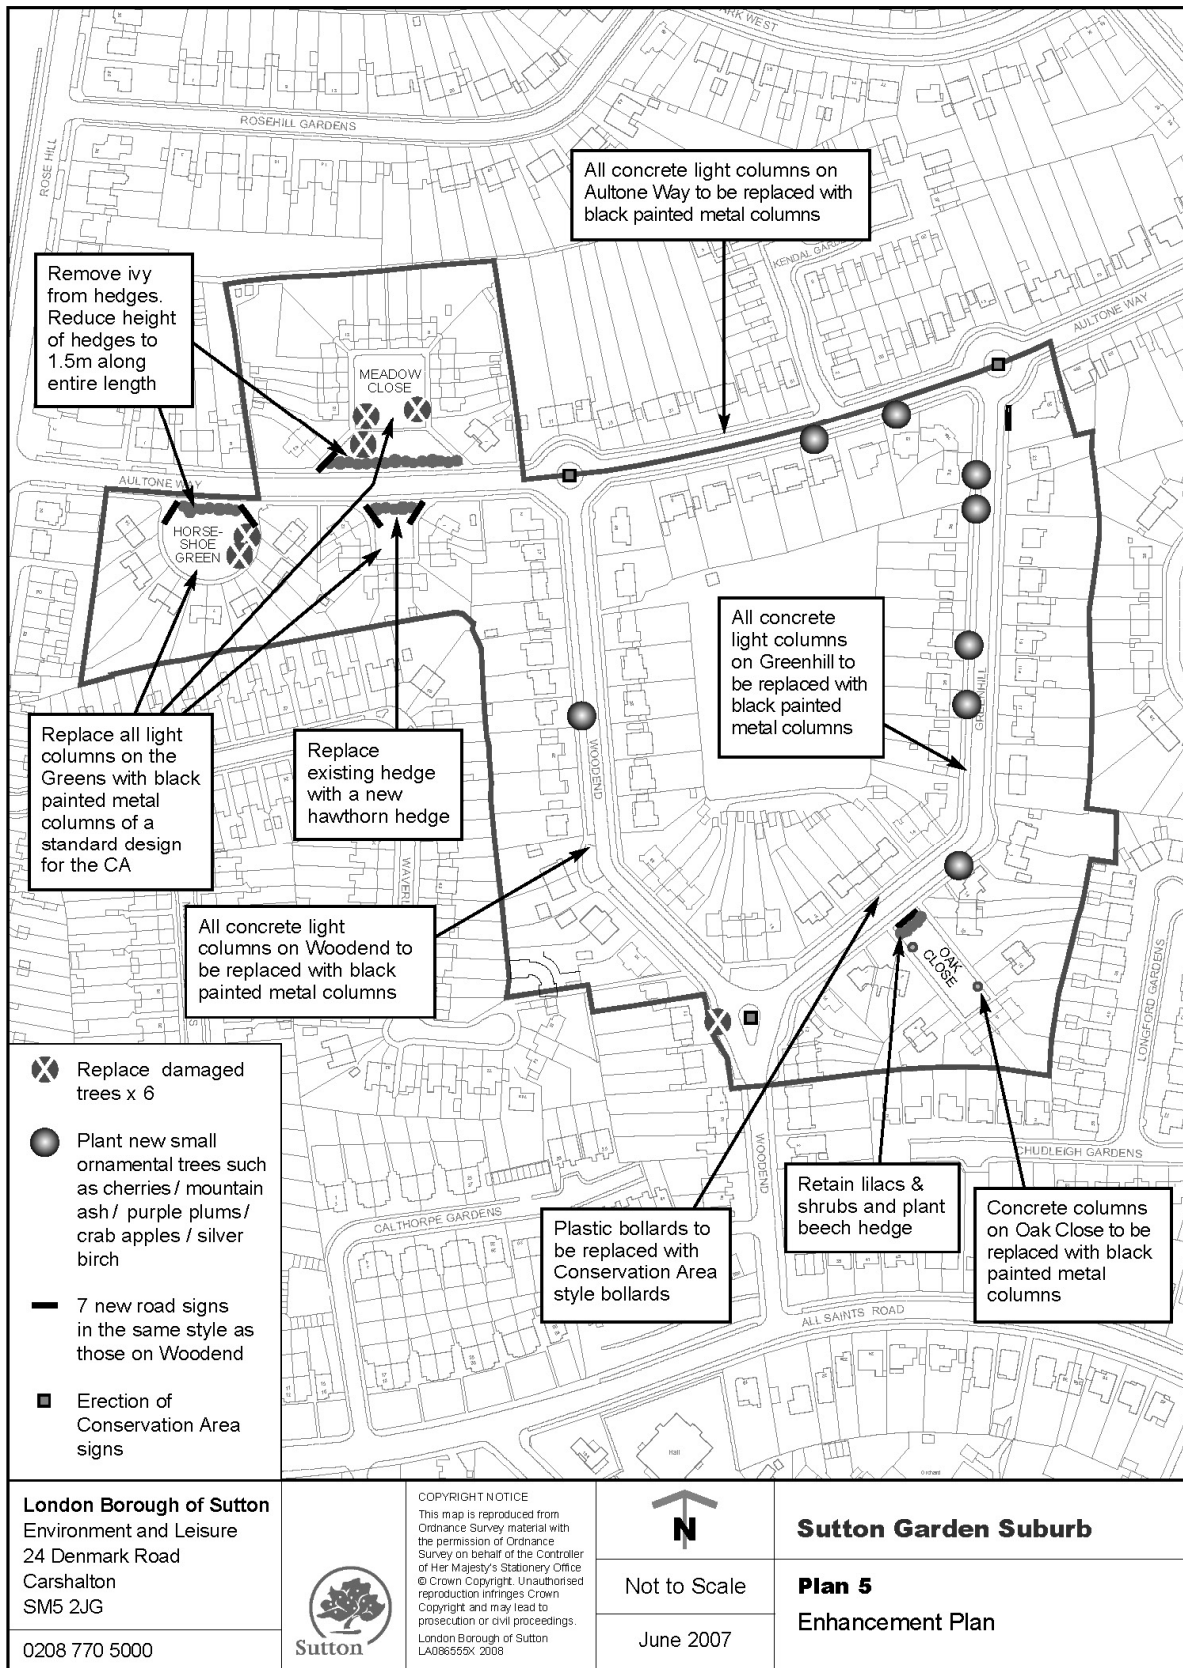 ARK WEST
ROSEHILL GARDENS
ROSE HILL
All concrete light columns on
Aultone Way to be replaced with
black painted metal columns
KENDAL GARDE
AULTONE WAY
Remove ivy
from hedges.
Reduce height
of hedges to
1.5m along
entire length
MEADOW
CLOSE
AULTONE WAY
HORSE-
SHOE
GREEN
All concrete
light columns
on Greenhill to
be replaced with
black painted
metal columns
GREENHILL
Replace all light
columns on the
Greens with black
painted metal
columns of a
standard design
for the CA
Replace
existing hedge
with a new
hawthorn hedge
WOODEND
WAVER
All concrete light
columns on Woodend to
be replaced with black
painted metal columns
OAK
CLOSE
LONGFORD GARDENS
CHUDLEIGH GARDENS
WOODEND
CALTHORPE GARDENS
Plastic bollards to
be replaced with
Conservation Area
style bollards
Retain lilacs &
shrubs and plant
beech hedge
Concrete columns
on Oak Close to be
replaced with black
painted metal
columns
ALL SAINTS ROAD
Hall
Orchard
Replace damaged
trees x 6
Plant new small
ornamental trees such
as cherries / mountain
ash / purple plums /
crab apples / silver
birch
7 new road signs
in the same style as
those on Woodend
Erection of
Conservation Area
signs
London Borough of Sutton
Environment and Leisure
24 Denmark Road
Carshalton
SM5 2JG
0208 770 5000
Sutton
COPYRIGHT NOTICE
This map is reproduced from
Ordnance Survey material with
the permission of Ordnance
Survey on behalf of the Controller
of Her Majesty's Stationery Office
© Crown Copyright. Unauthorised
reproduction infringes Crown
Copyright and may lead to
prosecution or civil proceedings.
London Borough of Sutton
LA086555X 2008
N
Not to Scale
June 2007
Sutton Garden Suburb
Plan 5
Enhancement Plan